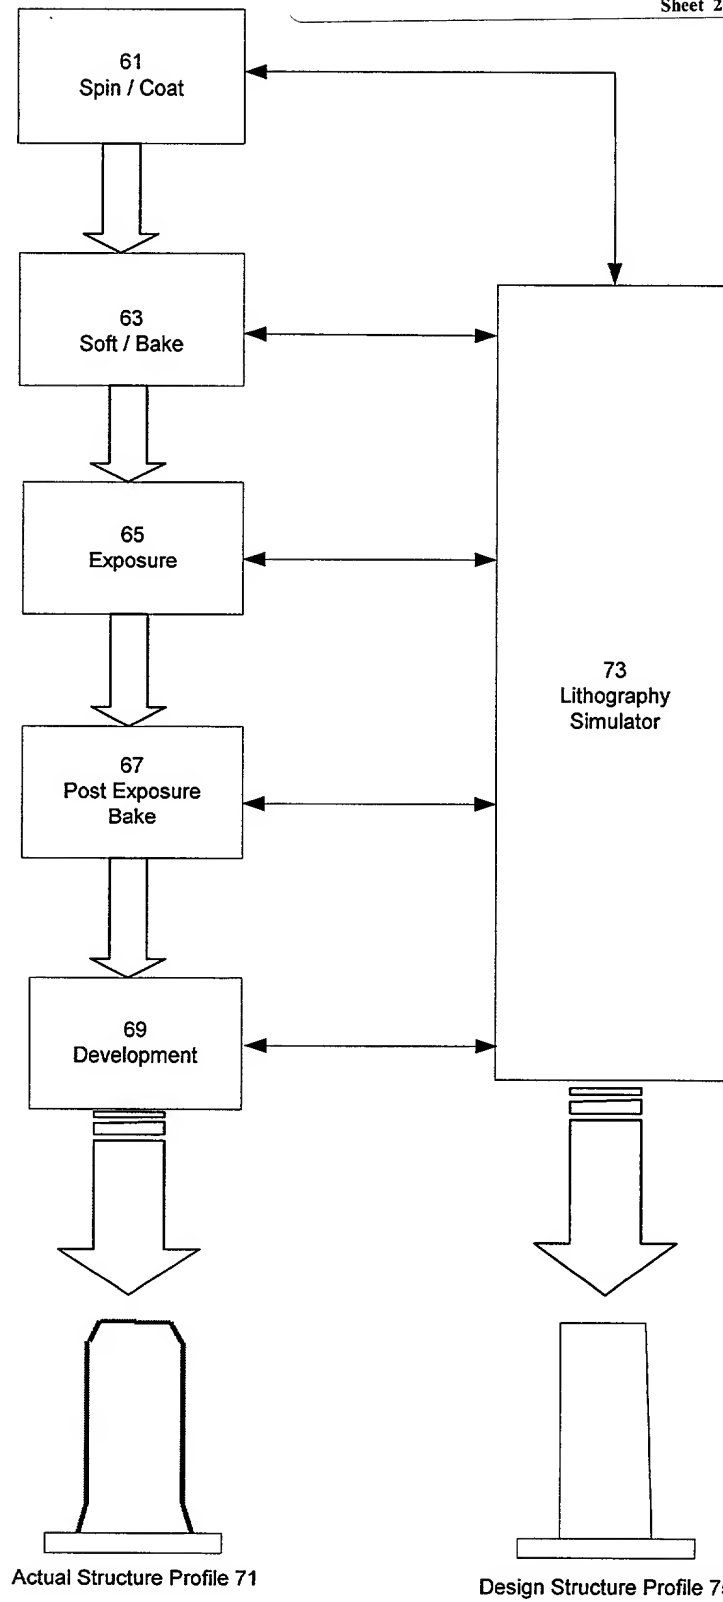 Sheet 2
61
Spin / Coat
63
Soft / Bake
65
Exposure
73
Lithography
Simulator
67
Post Exposure
Bake
69
Development
Actual Structure Profile 71
Design Structure Profile